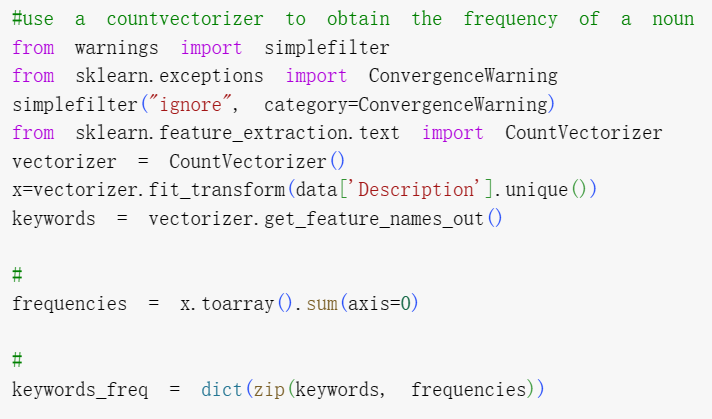 #use a countvectorizer to obtain the frequency of a noun
from warnings import simplefilter
from sklearn.exceptions import ConvergenceWarning
simplefilter("ignore", category=ConvergenceWarning)
from sklearn.feature_extraction.text import CountVectorizer
vectorizer = CountVectorizer()
x=vectorizer.fit_transform(data['Description'].unique())
keywords = vectorizer.get_feature_names_out()
#
frequencies = x.toarray().sum(axis=0)
#
keywords_freq = dict(zip(keywords, frequencies))